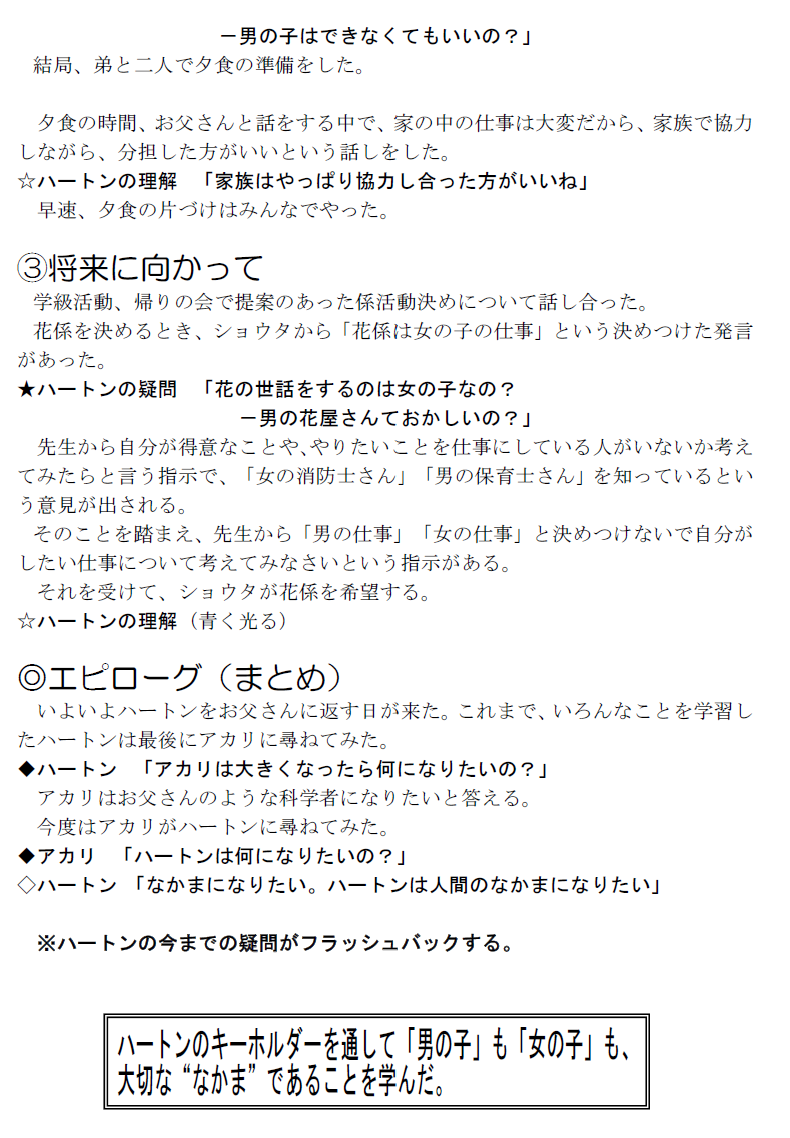 －男の子はできなくてもいいの？」
結局、弟と二人で夕食の準備をした。
夕食の時間、お父さんと話をする中で、家の中の仕事は大変だから、家族で協力
しながら、分担した方がいいという話しをした。
☆ハートンの理解　「家族はやっぱり協力し合った方がいいね」
早速、夕食の片づけはみんなでやった。
③将来に向かって
学級活動、帰りの会で提案のあった係活動決めについて話し合った。
花係を決めるとき、ショウタから「花係は女の子の仕事」という決めつけた発言
があった。
★ハートンの疑問　「花の世話をするのは女の子なの？
－男の花屋さんておかしいの？」
先生から自分が得意なことや、やりたいことを仕事にしている人がいないか考え
てみたらと言う指示で、「女の消防士さん」「男の保育士さん」を知っているとい
う意見が出される。
そのことを踏まえ、先生から「男の仕事」「女の仕事」と決めつけないで自分が
したい仕事について考えてみなさいという指示がある。
それを受けて、ショウタが花係を希望する。
☆ハートンの理解（青く光る）
◎エピローグ（まとめ）
いよいよハートンをお父さんに返す日が来た。これまで、いろんなことを学習し
たハートンは最後にアカリに尋ねてみた。
◆ハートン　「アカリは大きくなったら何になりたいの？」
アカリはお父さんのような科学者になりたいと答える。
今度はアカリがハートンに尋ねてみた。
◆アカリ　「ハートンは何になりたいの？」
◇ハートン　「なかまになりたい。ハートンは人間のなかまになりたい」
※ハートンの今までの疑問がフラッシュバックする。
ハートンのキーホルダーを通して「男の子」も「女の子」も、
大切な“なかま”であることを学んだ。